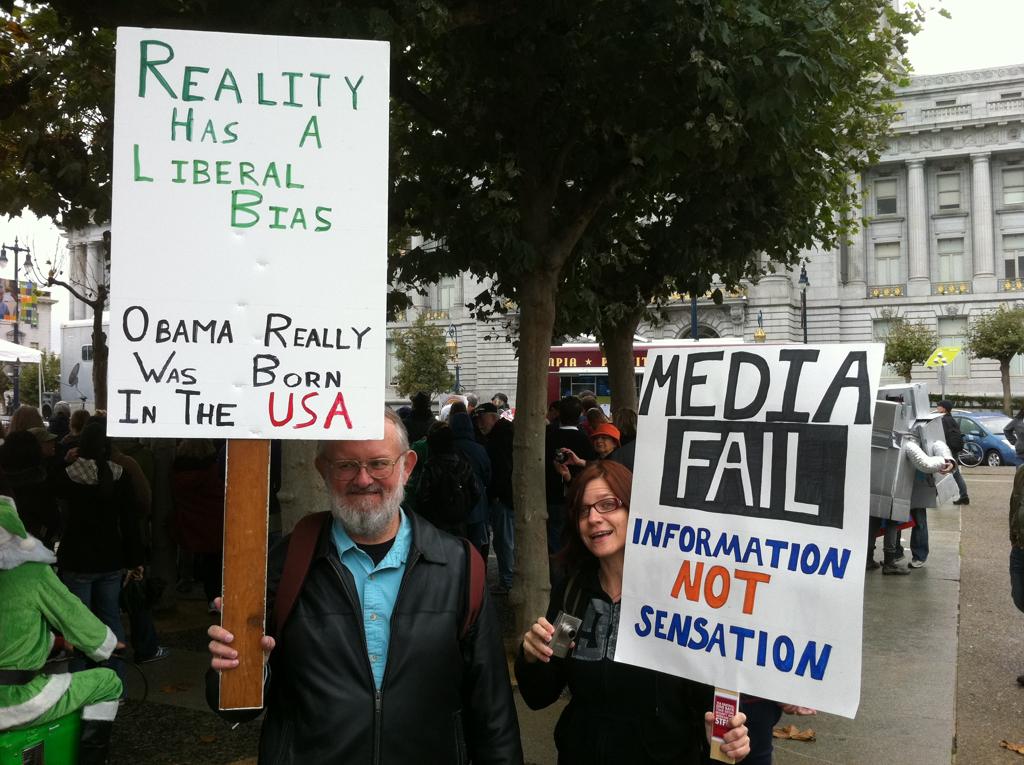 REALITY
HAS A
LIBERAL
BIAS
OBAMA REALLY
WAS BORN
IN THE USA
MEDIA
FAIL
INFORMATION
NOT
SENSATION